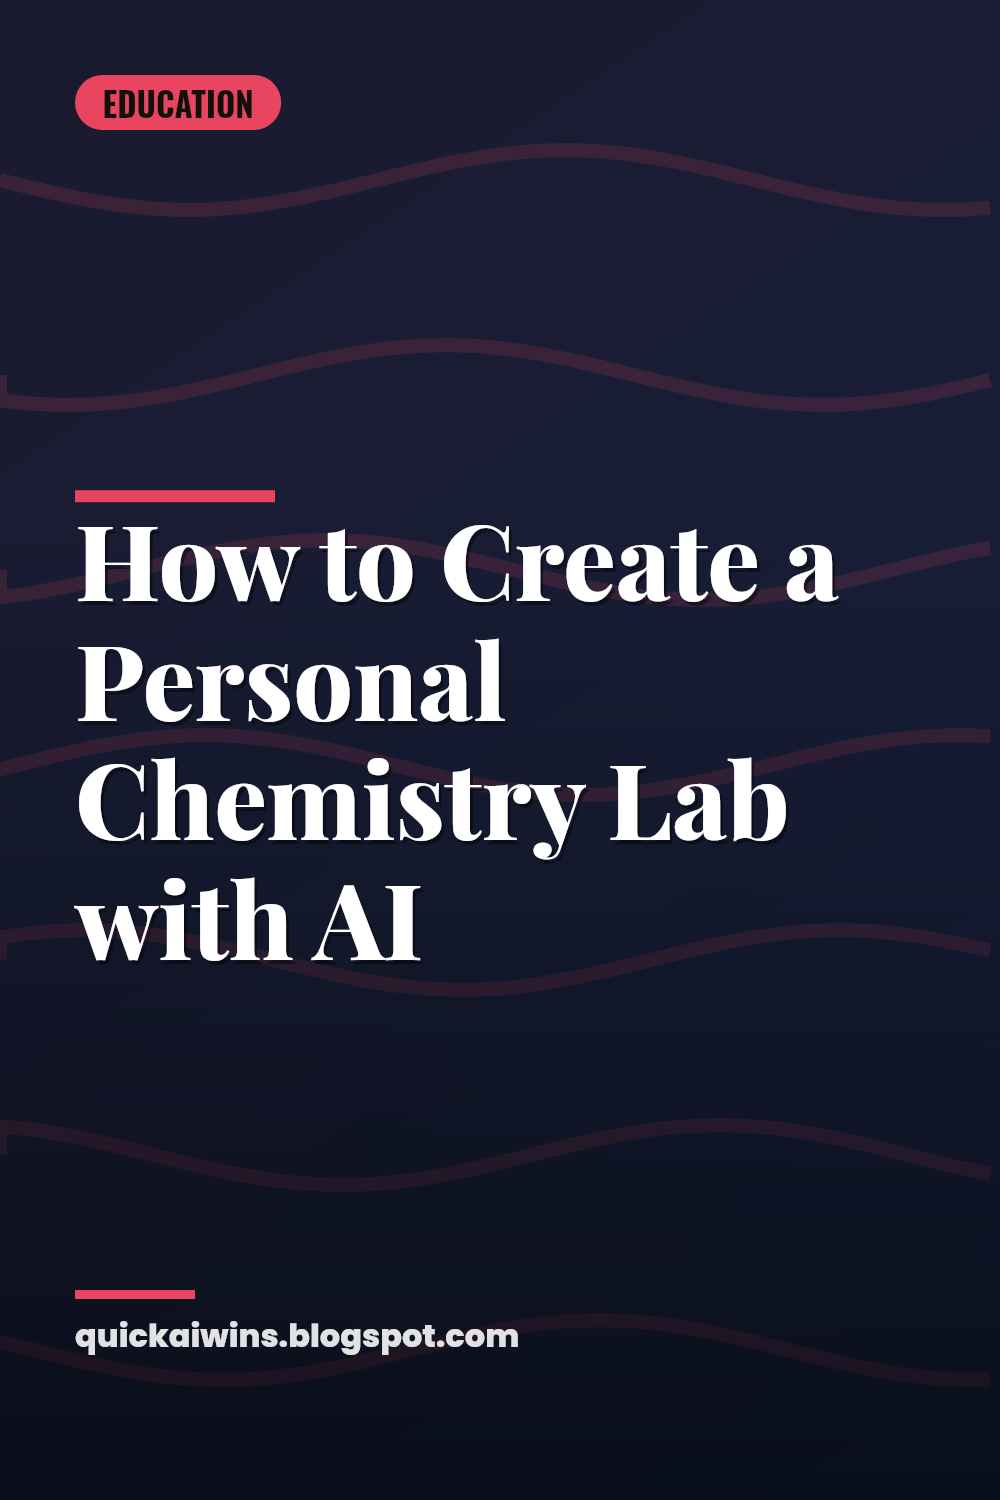 EDUCATION
How to Create a
Personal
Chemistry Lab
with AI
quickaiwins.blogspot.com